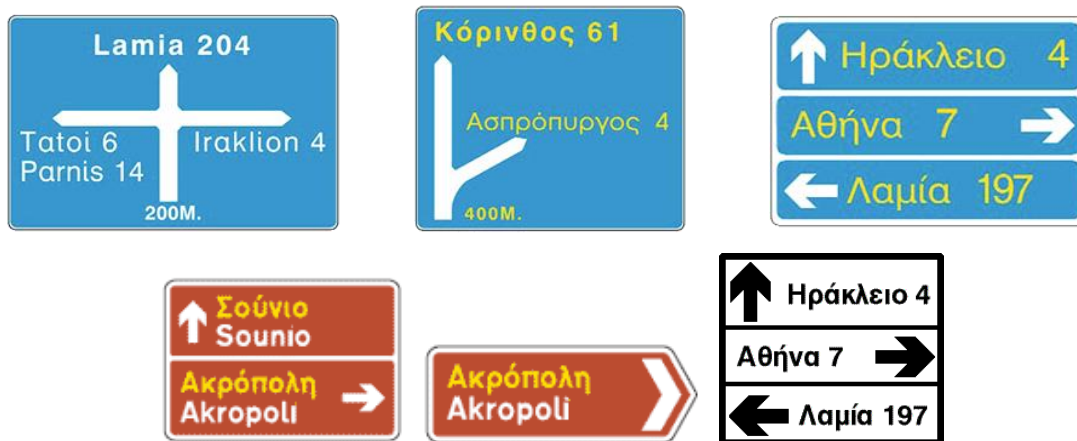 Lamia 204
Tatoi 6
Parnis 14
Iraklion 4
200M.
Κόρινθος 61
Ασπρόπυργος 4
400M.
Ηράκλειο 4
Αθήνα 7
Λαμία 197
Σούνιο
Sounio
Ακρόπολη
Akropoli
Ακρόπολη
Akropoli
Ηράκλειο 4
Αθήνα 7
Λαμία 197